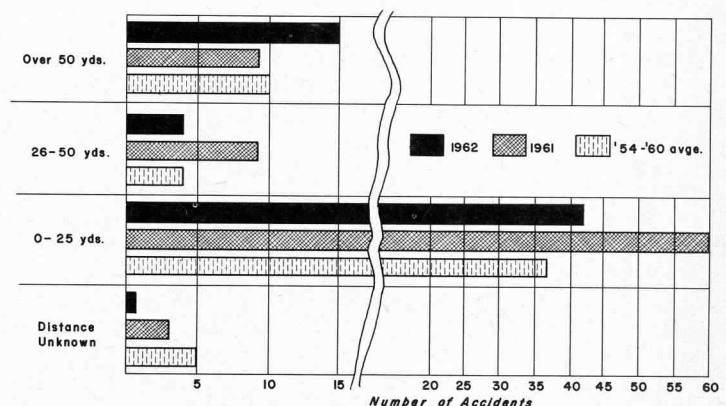 Over 50 yds.
26-50 yds.
1962 1961 '54-'60 avge.
0-25 yds.
Distance
Unknown
5 10 15 20 25 30 35 40 45 50 55 60
Number of Accidents